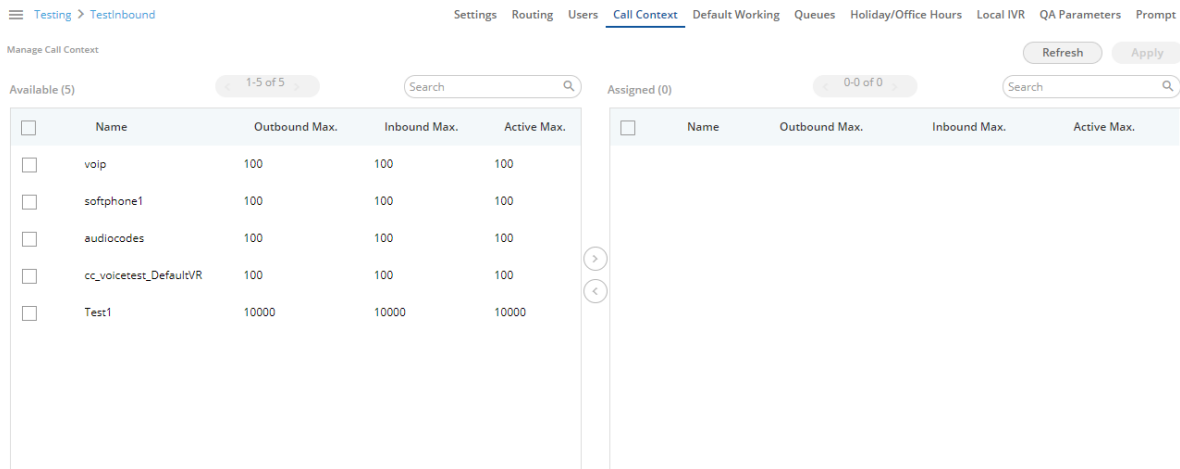 Testing > TestInbound
Settings Routing Users Call Context Default Working Queues Holiday/Office Hours Local IVR QA Parameters Prompt
Manage Call Context
Refresh Apply
Available (5) 1-5 of 5 Search
Assigned (0) 0-0 of 0 Search
Name Outbound Max. Inbound Max. Active Max.
voip 100 100 100
softphone1 100 100 100
audiocodes 100 100 100
cc_voicetest_DefaultVR 100 100 100
Test1 10000 10000 10000
Name Outbound Max. Inbound Max. Active Max.